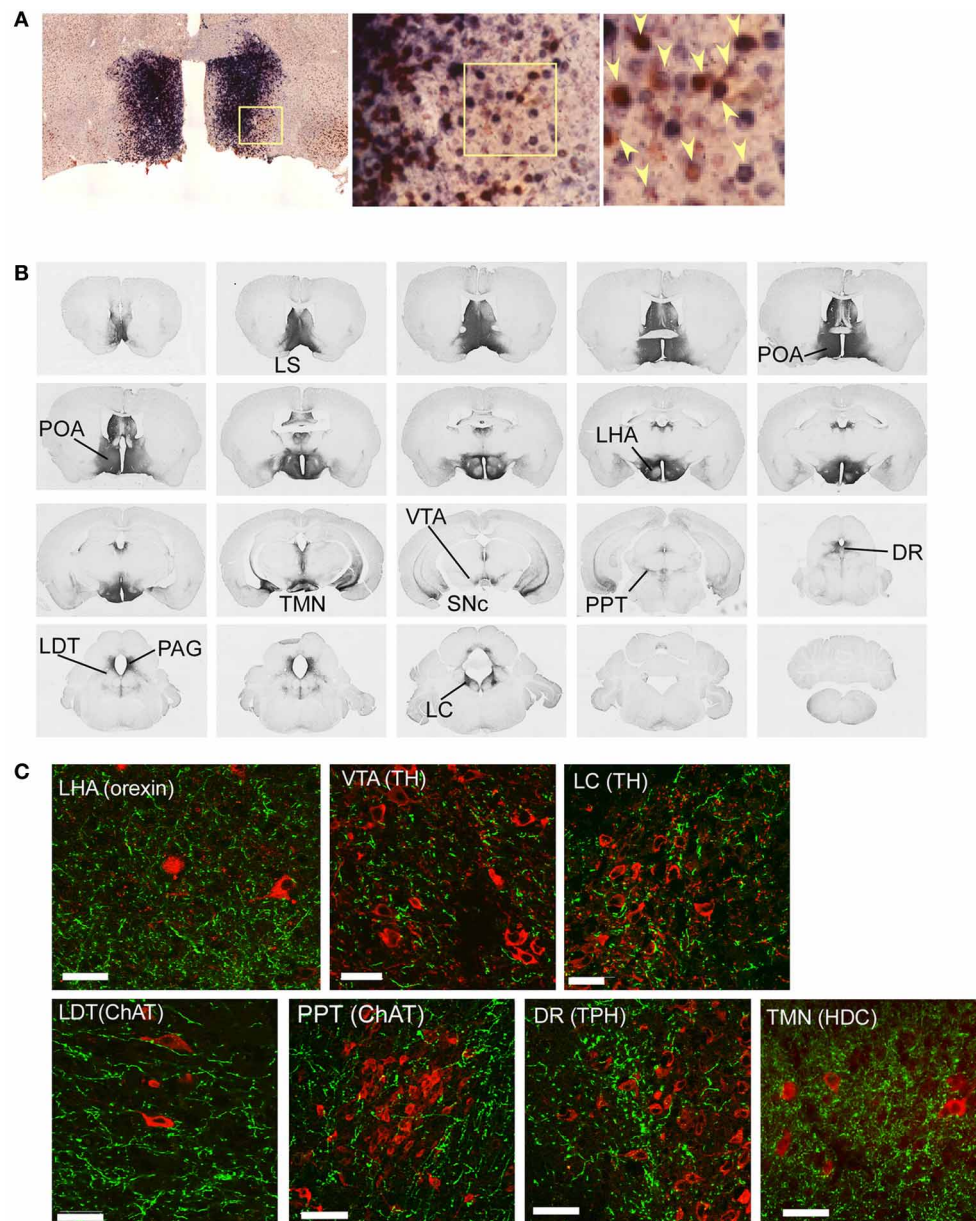 A
B
LS
POA
POA
LHA
VTA
DR
TMN
SNc
PPT
LDT
PAG
LC
C
LHA (orexin)
VTA (TH)
LC (TH)
LDT(ChAT)
PPT (ChAT)
DR (TPH)
TMN (HDC)